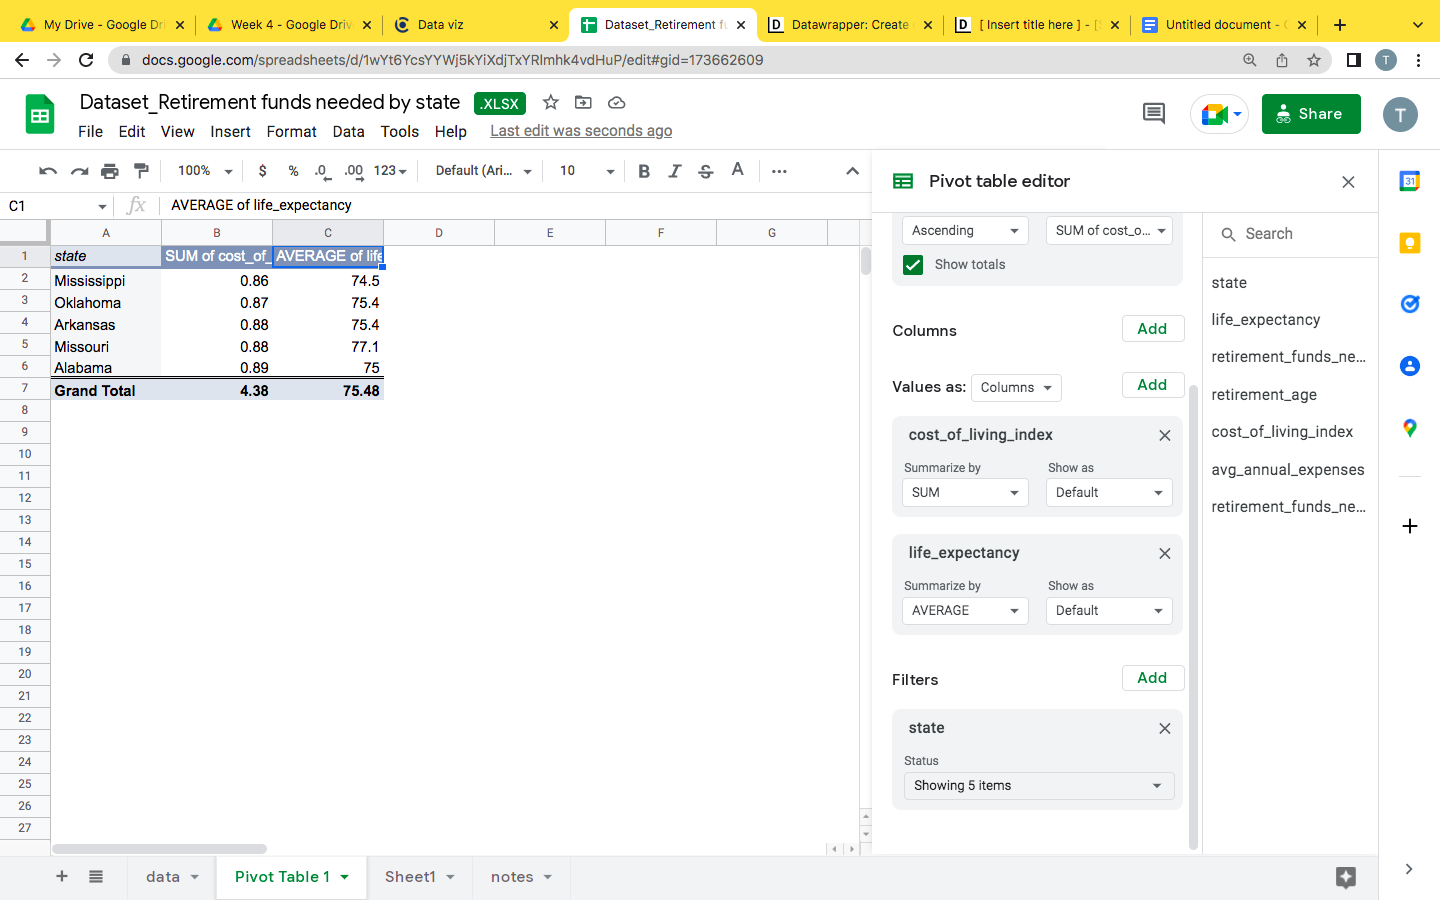 My Drive - Google Dri
Week 4 - Google Driv
Data viz
Dataset_Retirement fu
Datawrapper: Create
[ Insert title here ] - [S
Untitled document - G
docs.google.com/spreadsheets/d/1wYt6YcsYYWj5kYiXdjTxYRImhk4vdHuP/edit#gid=173662609
T
Dataset_Retirement funds needed by state .XLSX
File Edit View Insert Format Data Tools Help Last edit was seconds ago
Share
T
100% $ % .0 .00 123 Default (Ari... 10 B I S A
C1 fx AVERAGE of life_expectancy
A B C D E F G
1 state SUM of cost_of_ AVERAGE of life
2 Mississippi 0.86 74.5
3 Oklahoma 0.87 75.4
4 Arkansas 0.88 75.4
5 Missouri 0.88 77.1
6 Alabama 0.89 75
7 Grand Total 4.38 75.48
8
9
10
11
12
13
14
15
16
17
18
19
20
21
22
23
24
25
26
27
Pivot table editor
Ascending SUM of cost_o...
Show totals
Columns Add
Values as: Columns Add
cost_of_living_index
Summarize by Show as
SUM Default
life_expectancy
Summarize by Show as
AVERAGE Default
Filters Add
state
Status
Showing 5 items
Search
state
life_expectancy
retirement_funds_ne...
retirement_age
cost_of_living_index
avg_annual_expenses
retirement_funds_ne...
31
data Pivot Table 1 Sheet1 notes